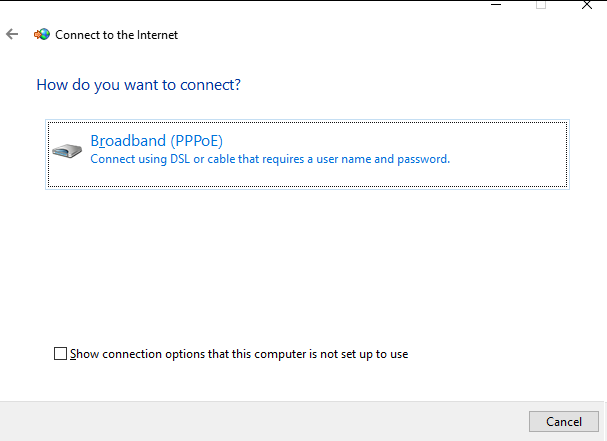 Connect to the Internet
How do you want to connect?
Broadband (PPPoE)
Connect using DSL or cable that requires a user name and password.
Show connection options that this computer is not set up to use
Cancel